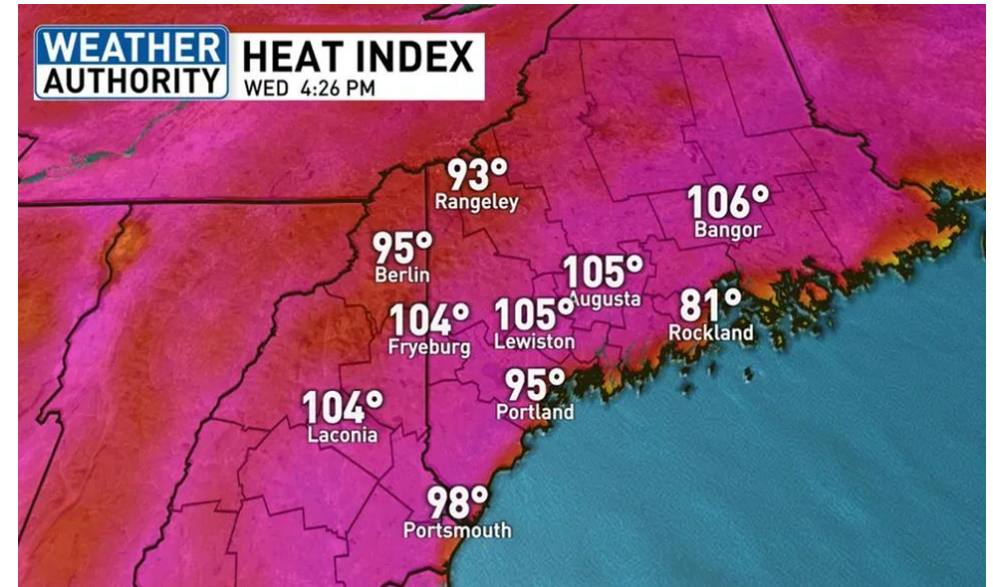 WEATHER
AUTHORITY
HEAT INDEX
WED 4:26 PM
93°
Rangeley
106°
Bangor
95°
Berlin
105°
Augusta
81°
Rockland
104°
Fryeburg
105°
Lewiston
95°
Portland
104°
Laconia
98°
Portsmouth